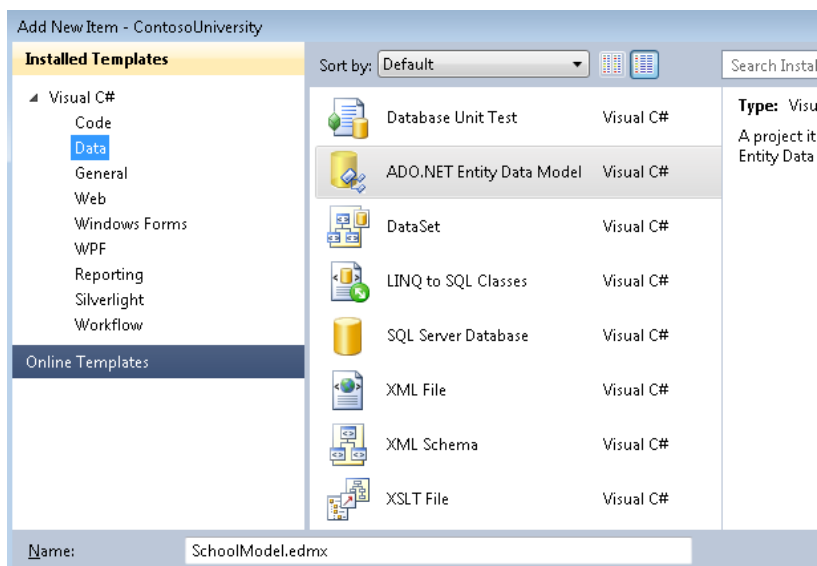 Add New Item - ContosoUniversity
Installed Templates
Visual C#
Code
Data
General
Web
Windows Forms
WPF
Reporting
Silverlight
Workflow
Online Templates
Sort by: Default
Database Unit Test Visual C#
ADO.NET Entity Data Model Visual C#
DataSet Visual C#
LINQ to SQL Classes Visual C#
SQL Server Database Visual C#
XML File Visual C#
XML Schema Visual C#
XSLT File Visual C#
Search Instal
Type: Visu
A project it
Entity Data
Name: SchoolModel.edmx